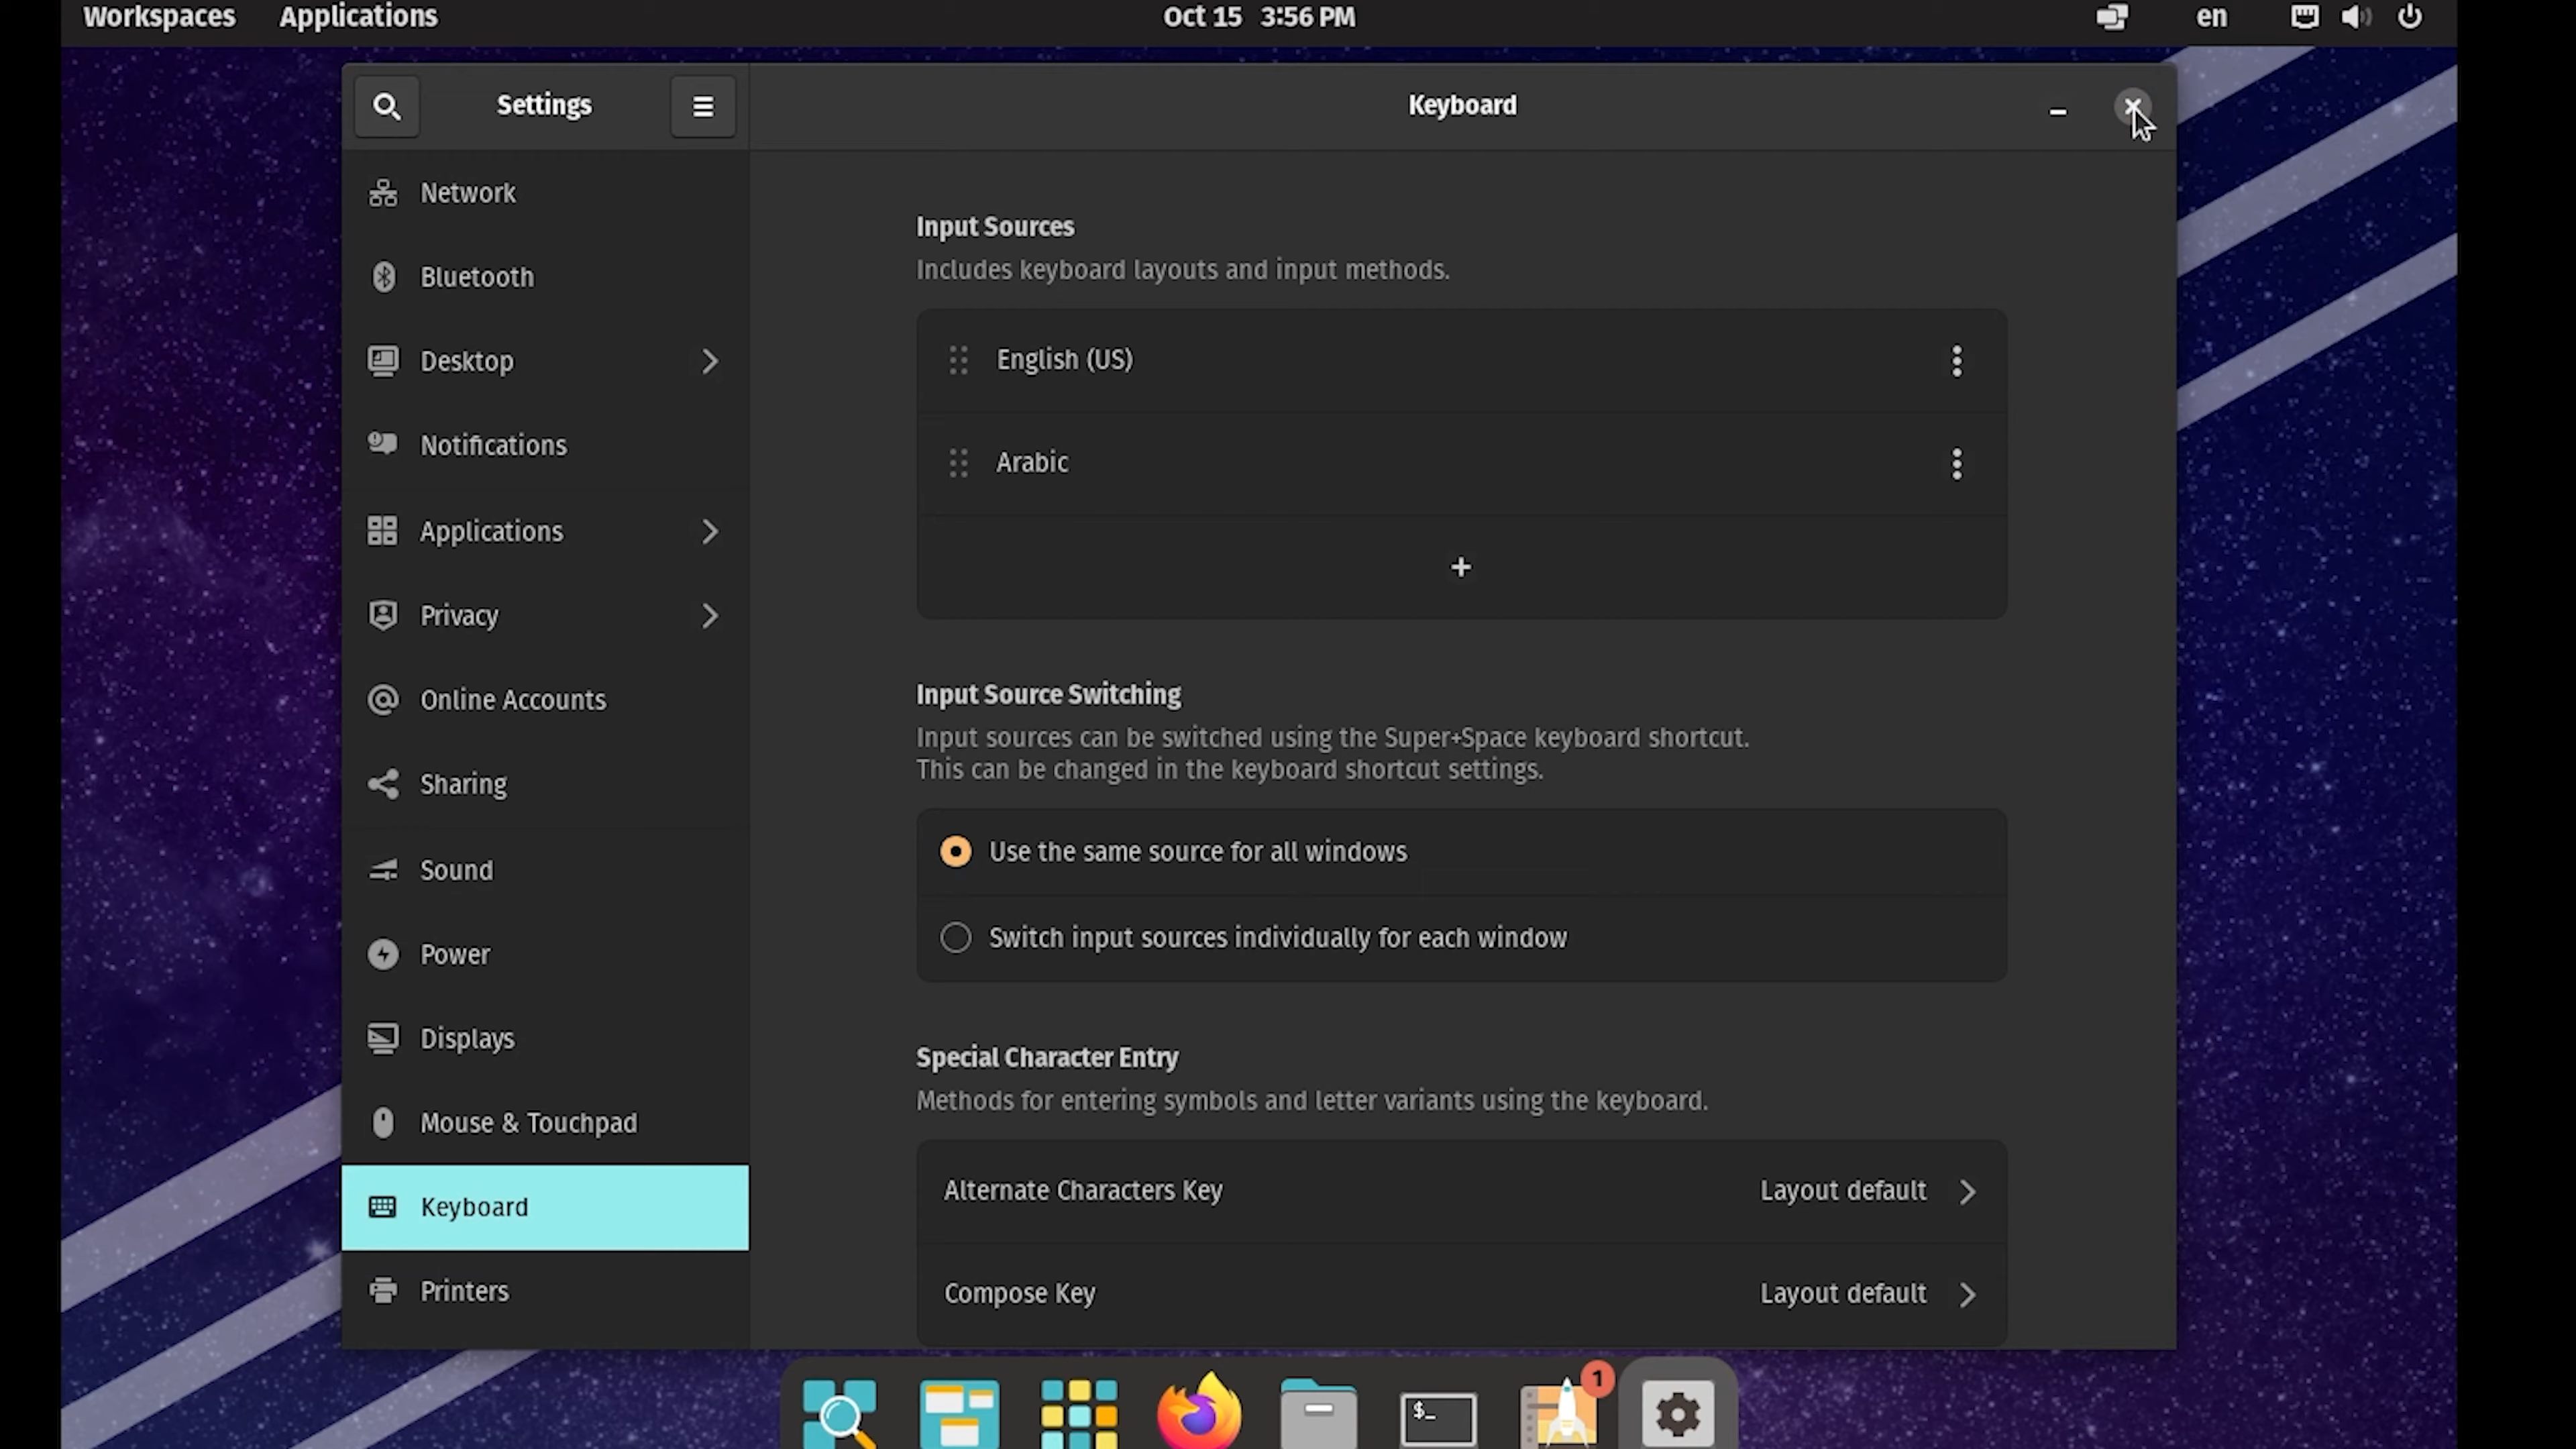 Workspaces Applications Oct 15 3:56 PM en
Settings
Keyboard
Network
Bluetooth
Desktop
Notifications
Applications
Privacy
Online Accounts
Sharing
Sound
Power
Displays
Mouse & Touchpad
Keyboard
Printers
Input Sources
Includes keyboard layouts and input methods.
English (US)
Arabic
+
Input Source Switching
Input sources can be switched using the Super+Space keyboard shortcut.
This can be changed in the keyboard shortcut settings.
Use the same source for all windows
Switch input sources individually for each window
Special Character Entry
Methods for entering symbols and letter variants using the keyboard.
Alternate Characters Key Layout default
Compose Key Layout default
$_
1